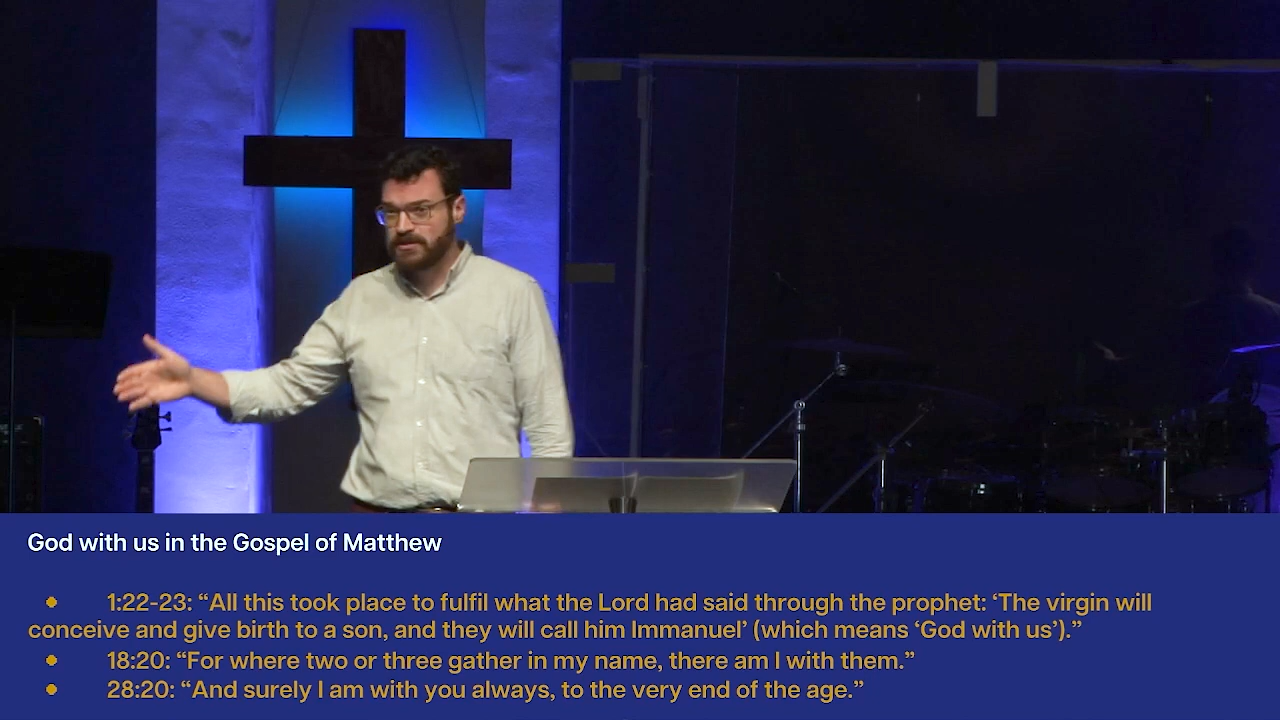 God with us in the Gospel of Matthew
• 1:22-23: “All this took place to fulfil what the Lord had said through the prophet: ‘The virgin will
conceive and give birth to a son, and they will call him Immanuel’ (which means ‘God with us’).”
• 18:20: “For where two or three gather in my name, there am I with them.”
• 28:20: “And surely I am with you always, to the very end of the age.”